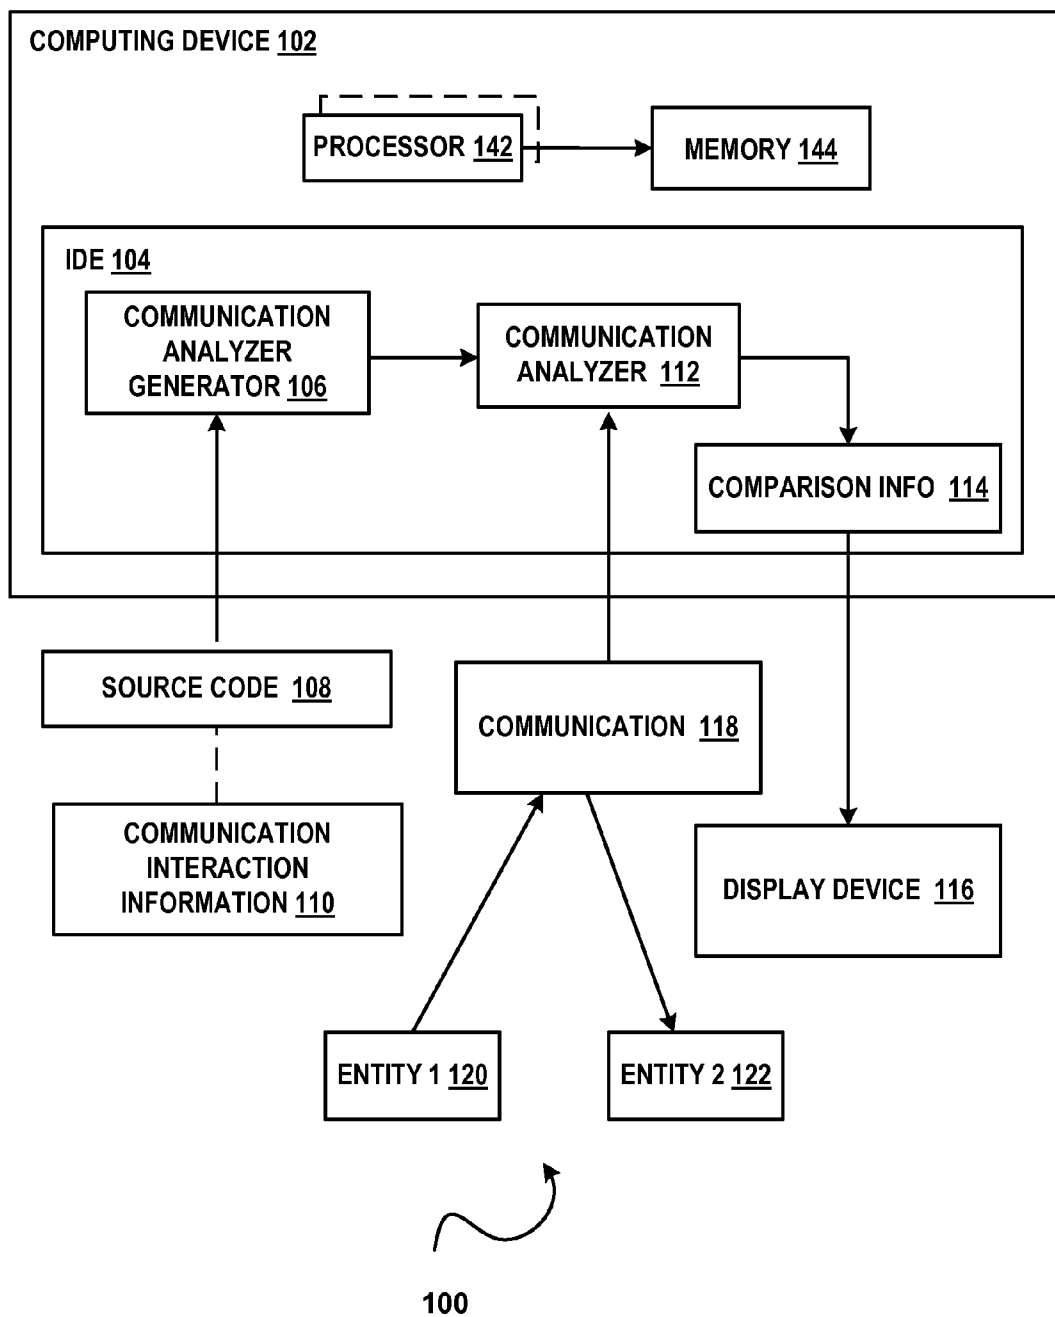 COMPUTING DEVICE 102
PROCESSOR 142
MEMORY 144
IDE 104
COMMUNICATION
ANALYZER
GENERATOR 106
COMMUNICATION
ANALYZER 112
COMPARISON INFO 114
SOURCE CODE 108
COMMUNICATION 118
COMMUNICATION
INTERACTION
INFORMATION 110
DISPLAY DEVICE 116
ENTITY 1 120
ENTITY 2 122
100